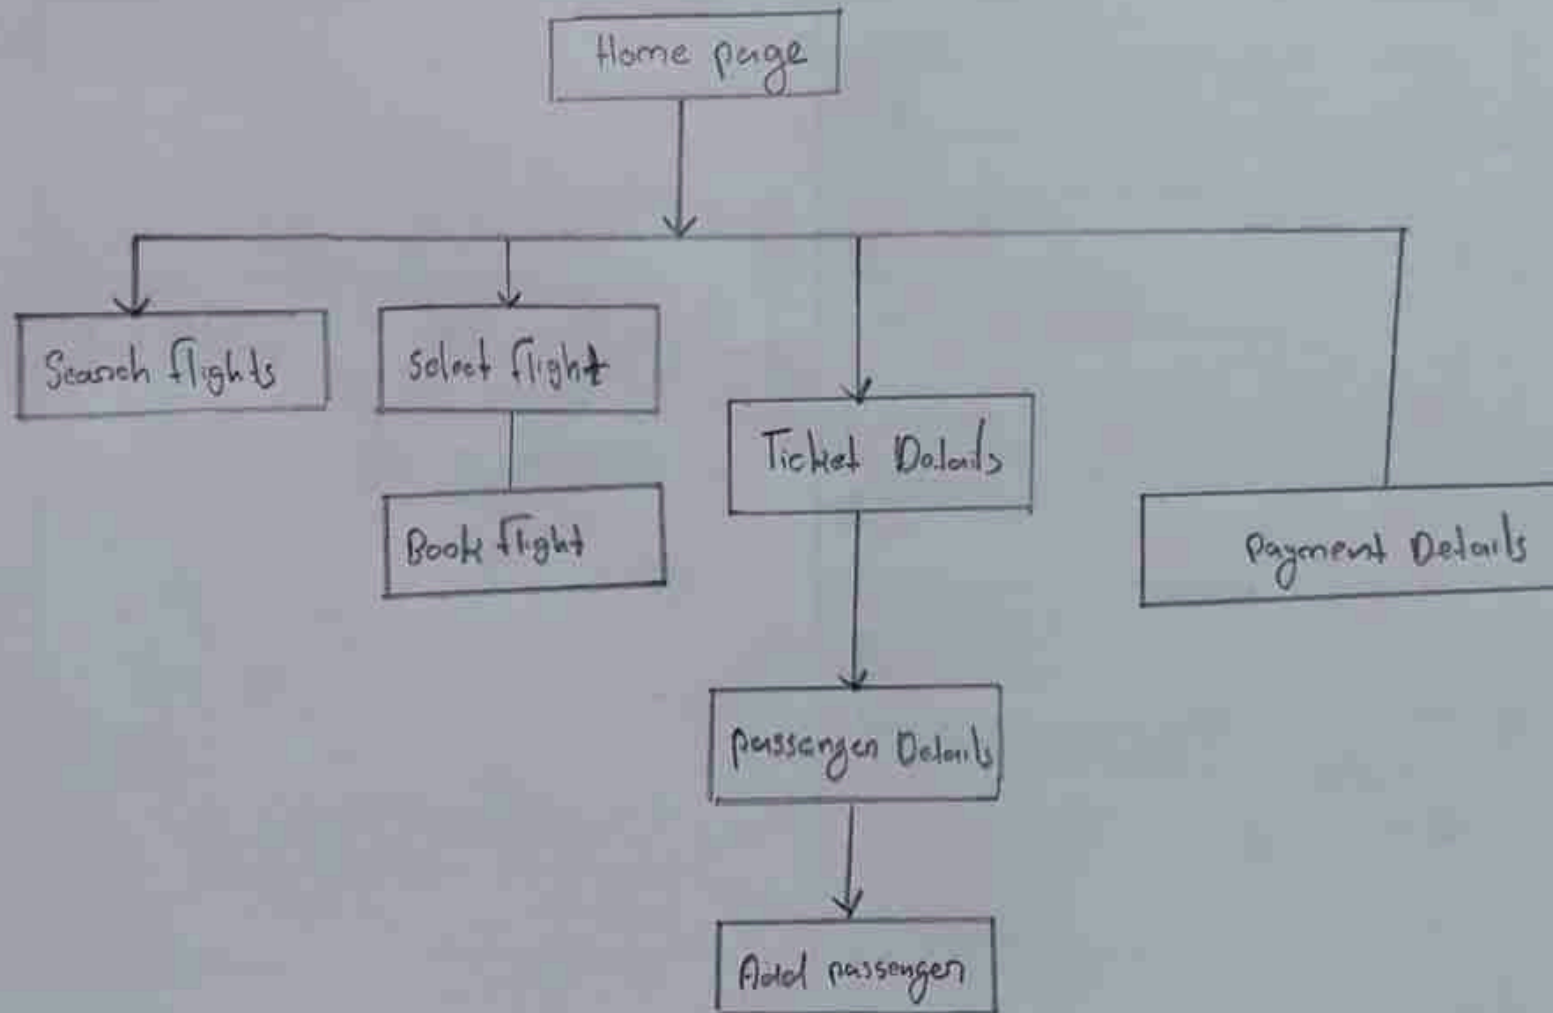 Home page
Search flights
Select flight
Ticket Details
Book flight
Payment Details
passenger Details
Add passenger